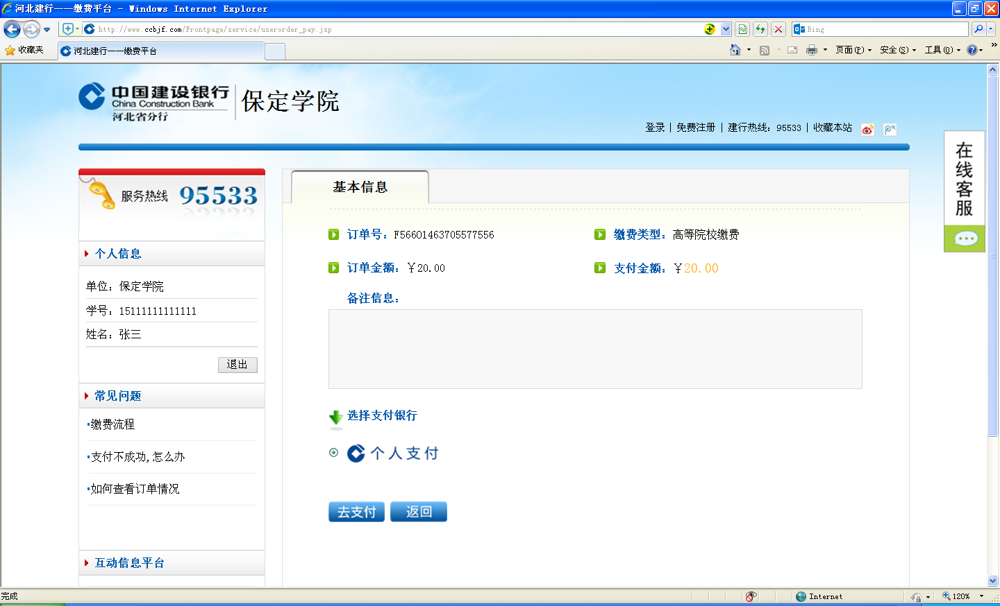 河北建行——缴费平台 - Windows Internet Explorer
http://www.ccbjf.com/Frontpage/service/userorder_pay.jsp
Bing
收藏夹
河北建行——缴费平台
页面(P)
安全(S)
工具(O)
»
中国建设银行
China Construction Bank
河北省分行
保定学院
登录 | 免费注册 | 建行热线：95533 | 收藏本站
在线客服
服务热线 95533
个人信息
单位：保定学院
学号：15111111111111
姓名：张三
退出
常见问题
缴费流程
支付不成功,怎么办
如何查看订单情况
互动信息平台
基本信息
订单号：F56601463705577556
缴费类型：高等院校缴费
订单金额：￥20.00
支付金额：￥20.00
备注信息：
选择支付银行
个人支付
去支付
返回
完成
Internet
120%